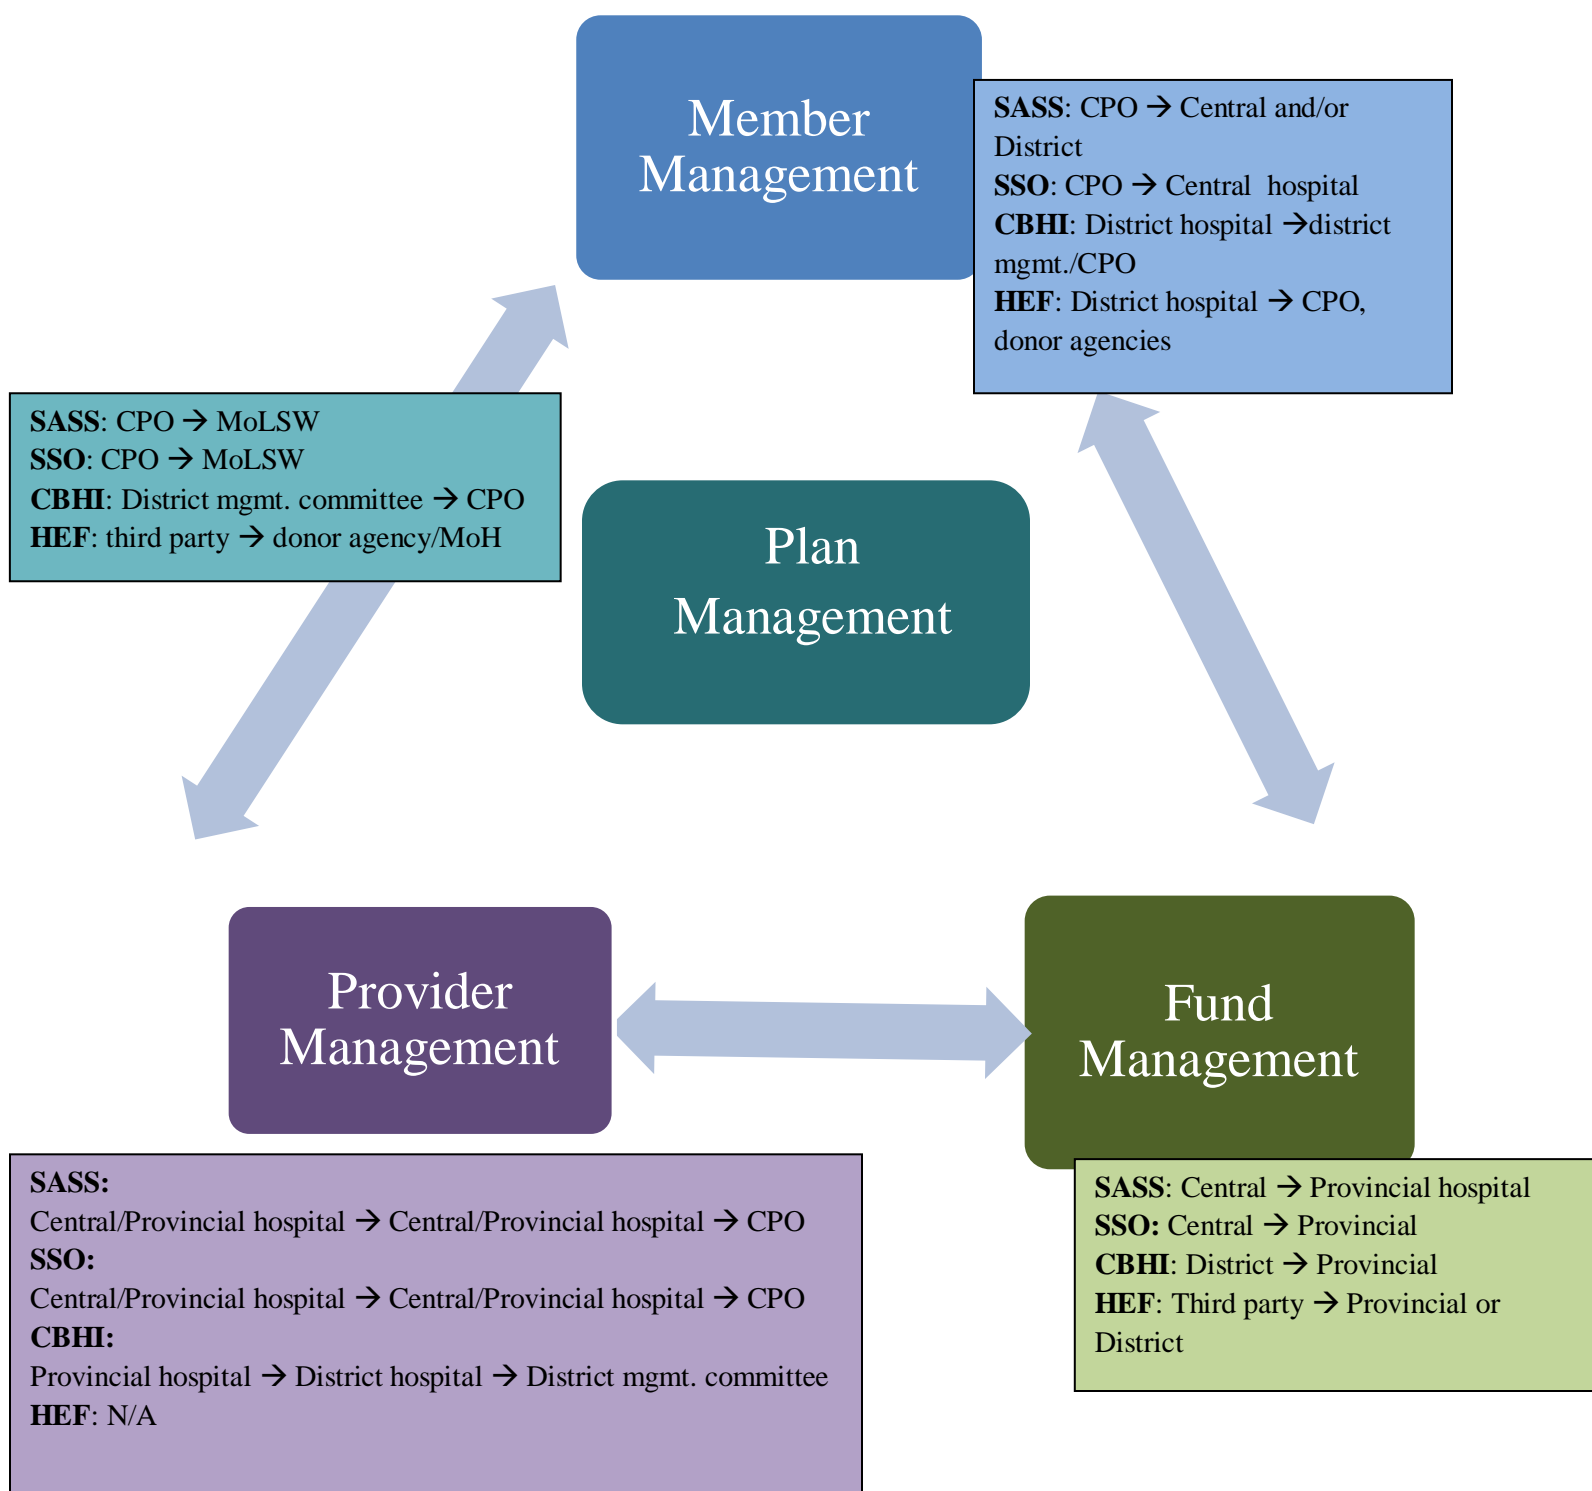 Member
Management
SASS: CPO → Central and/or
District
SSO: CPO → Central hospital
CBHI: District hospital →district
mgmt./CPO
HEF: District hospital → CPO,
donor agencies
SASS: CPO → MoLSW
SSO: CPO → MoLSW
CBHI: District mgmt. committee → CPO
HEF: third party → donor agency/MoH
Plan
Management
Provider
Management
Fund
Management
SASS:
Central/Provincial hospital → Central/Provincial hospital → CPO
SSO:
Central/Provincial hospital → Central/Provincial hospital → CPO
CBHI:
Provincial hospital → District hospital → District mgmt. committee
HEF: N/A
SASS: Central → Provincial hospital
SSO: Central → Provincial
CBHI: District → Provincial
HEF: Third party → Provincial or
District